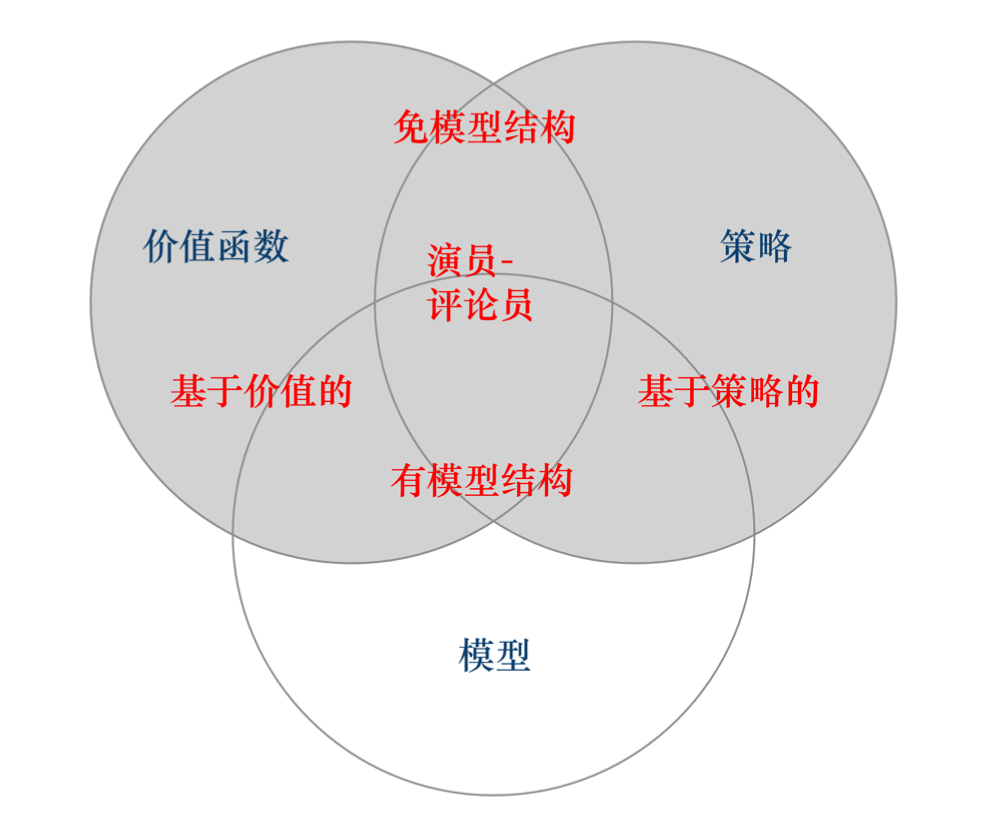 免模型结构
价值函数
策略
演员-
评论员
基于价值的
基于策略的
有模型结构
模型